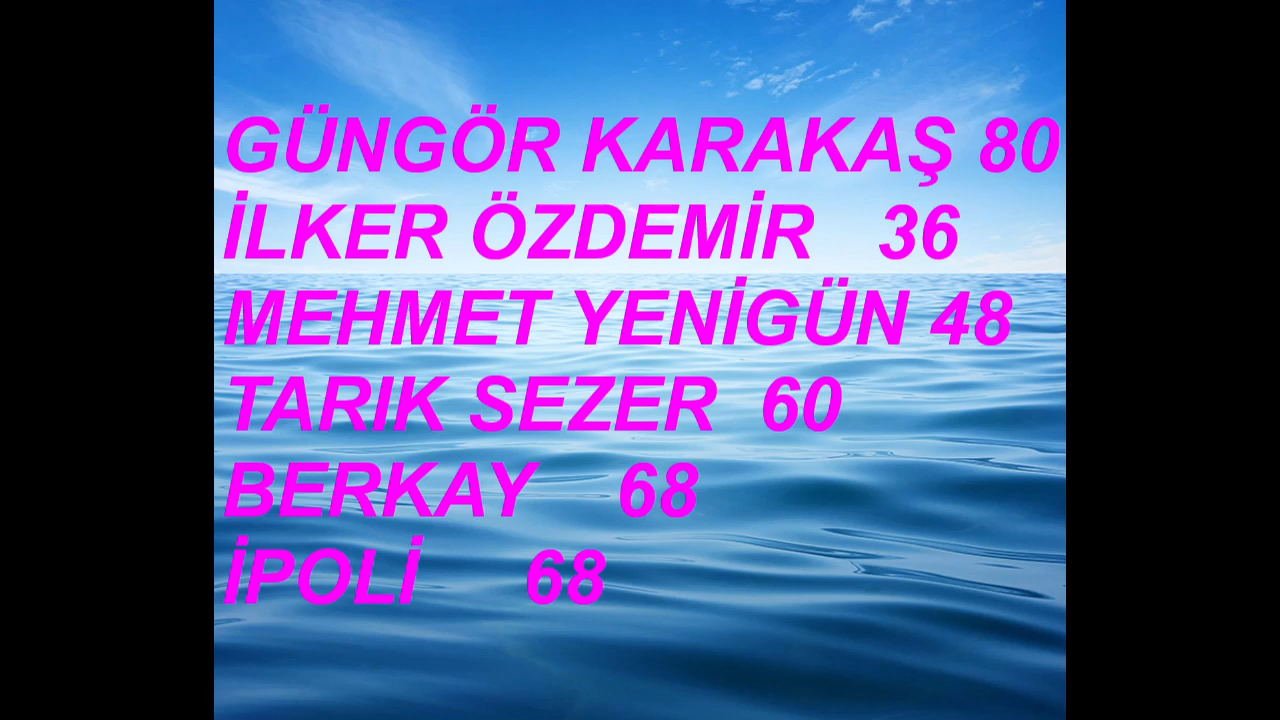 GÜNGÖR KARAKAŞ 80
İLKER ÖZDEMİR 36
MEHMET YENİGÜN 48
TARIK SEZER 60
BERKAY 68
İPOLİ 68